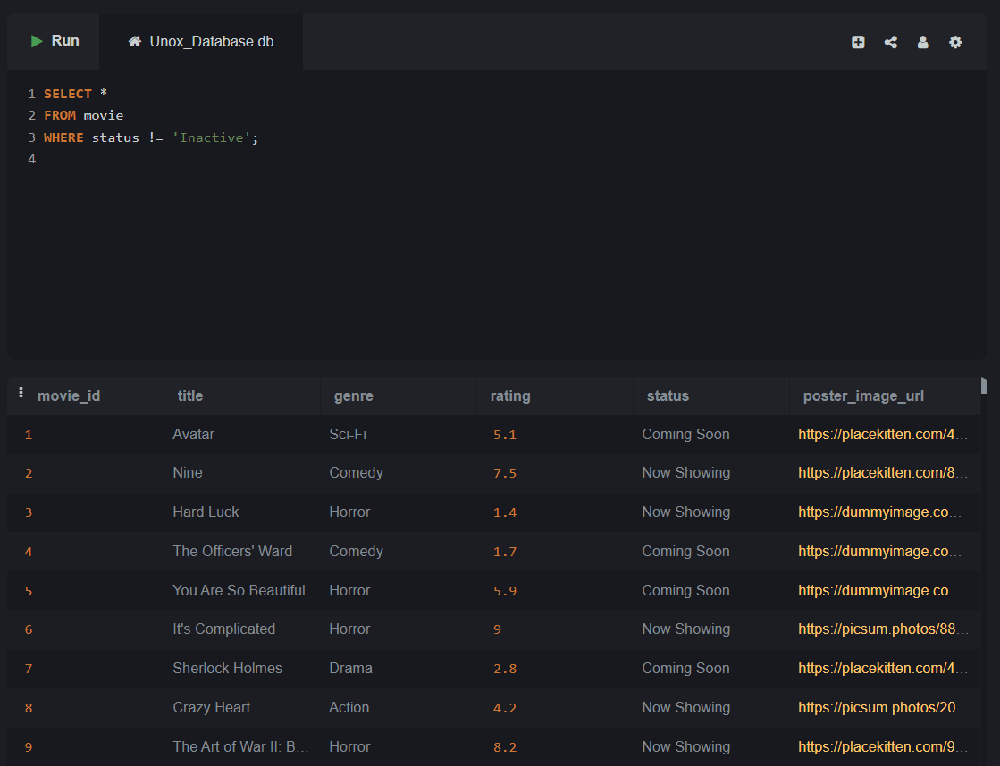 Run Unox_Database.db
1 SELECT *
2 FROM movie
3 WHERE status != 'Inactive';
4
movie_id title genre rating status poster_image_url
1 Avatar Sci-Fi 5.1 Coming Soon https://placekitten.com/4...
2 Nine Comedy 7.5 Now Showing https://placekitten.com/8...
3 Hard Luck Horror 1.4 Now Showing https://dummyimage.co...
4 The Officers' Ward Comedy 1.7 Coming Soon https://dummyimage.co...
5 You Are So Beautiful Horror 5.9 Coming Soon https://dummyimage.co...
6 It's Complicated Horror 9 Now Showing https://picsum.photos/88...
7 Sherlock Holmes Drama 2.8 Coming Soon https://placekitten.com/4...
8 Crazy Heart Action 4.2 Now Showing https://picsum.photos/20...
9 The Art of War II: B... Horror 8.2 Now Showing https://placekitten.com/9...